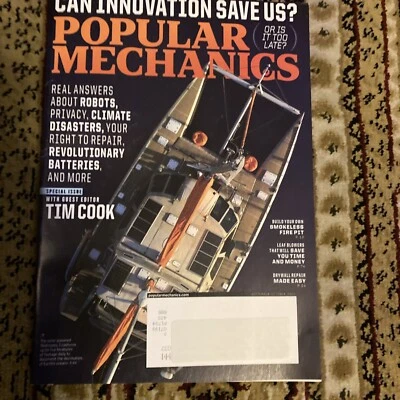 CAN INNOVATION SAVE US?
POPULAR
MECHANICS
(OR IS
IT TOO
LATE?)
REAL ANSWERS
ABOUT ROBOTS,
PRIVACY, CLIMATE
DISASTERS, YOUR
RIGHT TO REPAIR,
REVOLUTIONARY
BATTERIES,
AND MORE
SPECIAL ISSUE
WITH GUEST EDITOR
TIM COOK
BUILD YOUR OWN
SMOKELESS
FIRE PIT
LEAF BLOWERS
THAT WILL SAVE
YOU TIME
AND MONEY
DRYWALL REPAIR
MADE EASY
popularmechanics.com